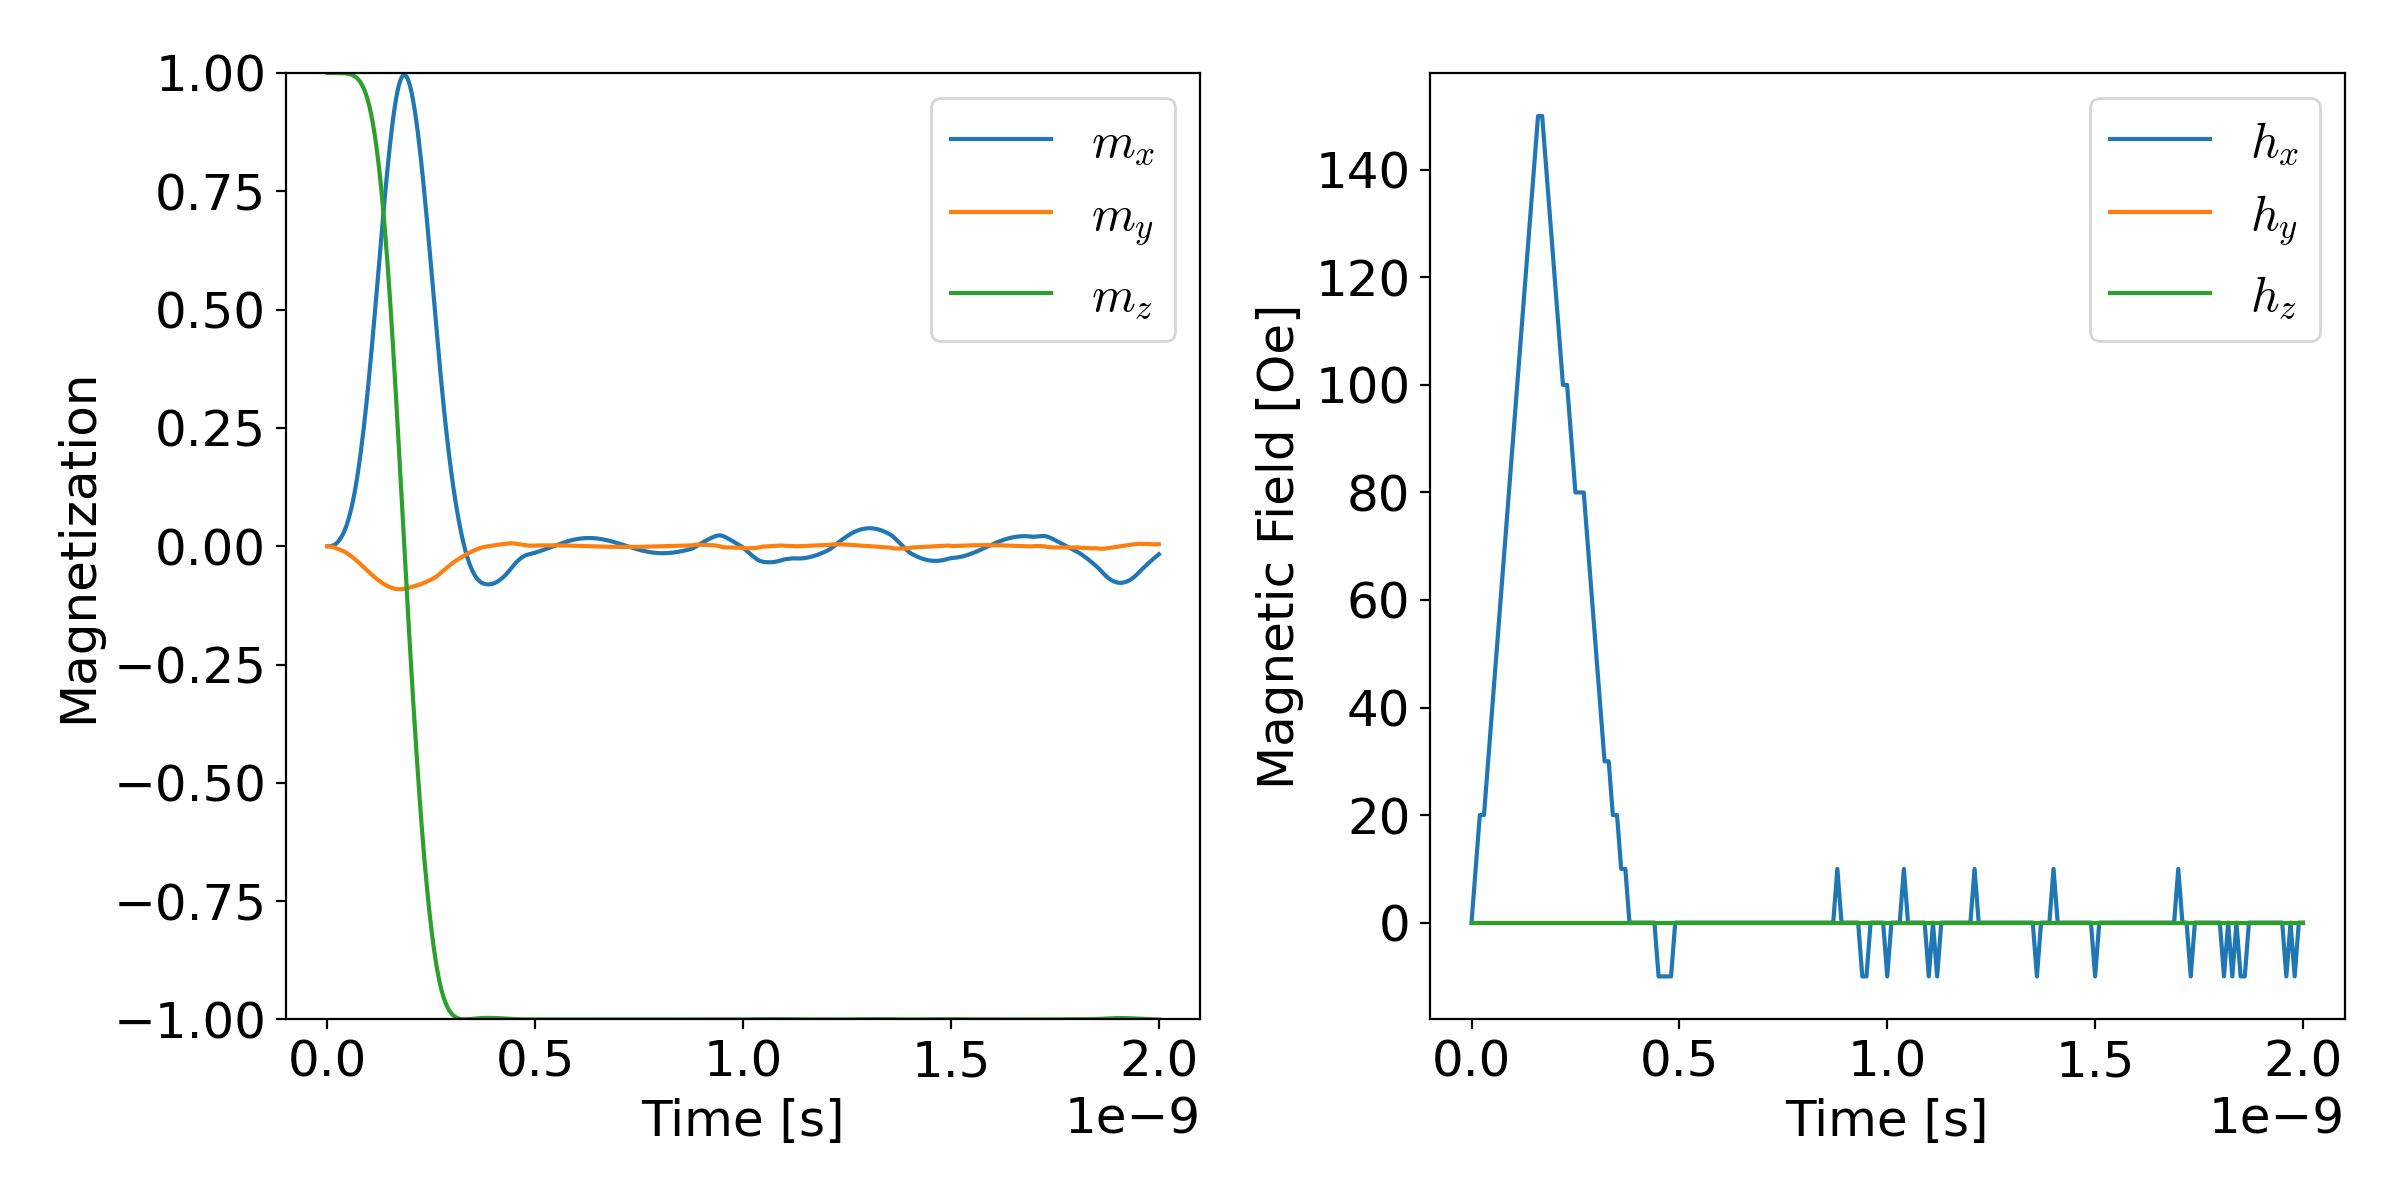 1.00
0.75
0.50
0.25
0.00
−0.25
−0.50
−0.75
−1.00
Magnetization
0.0 0.5 1.0 1.5 2.0
Time [s]
1e−9
m_x
m_y
m_z
140
120
100
80
60
40
20
0
Magnetic Field [Oe]
0.0 0.5 1.0 1.5 2.0
Time [s]
1e−9
h_x
h_y
h_z